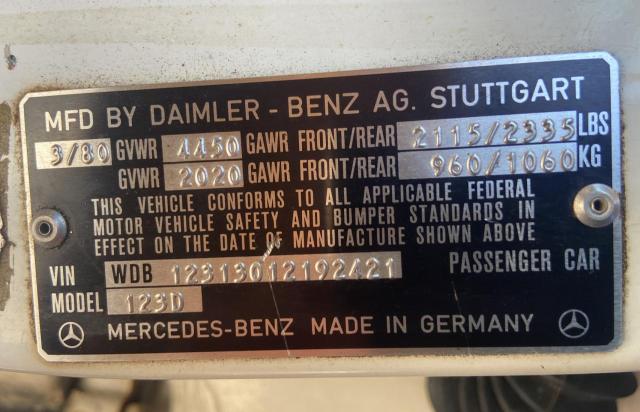 MFD BY DAIMLER - BENZ AG. STUTTGART
3/80 GVWR 4450 GAWR FRONT/REAR 2115/2335 LBS
GVWR 2020 GAWR FRONT/REAR 960/1060 KG
THIS VEHICLE CONFORMS TO ALL APPLICABLE FEDERAL
MOTOR VEHICLE SAFETY AND BUMPER STANDARDS IN
EFFECT ON THE DATE OF MANUFACTURE SHOWN ABOVE
VIN WDB 12313012192421 PASSENGER CAR
MODEL 123D
MERCEDES-BENZ MADE IN GERMANY